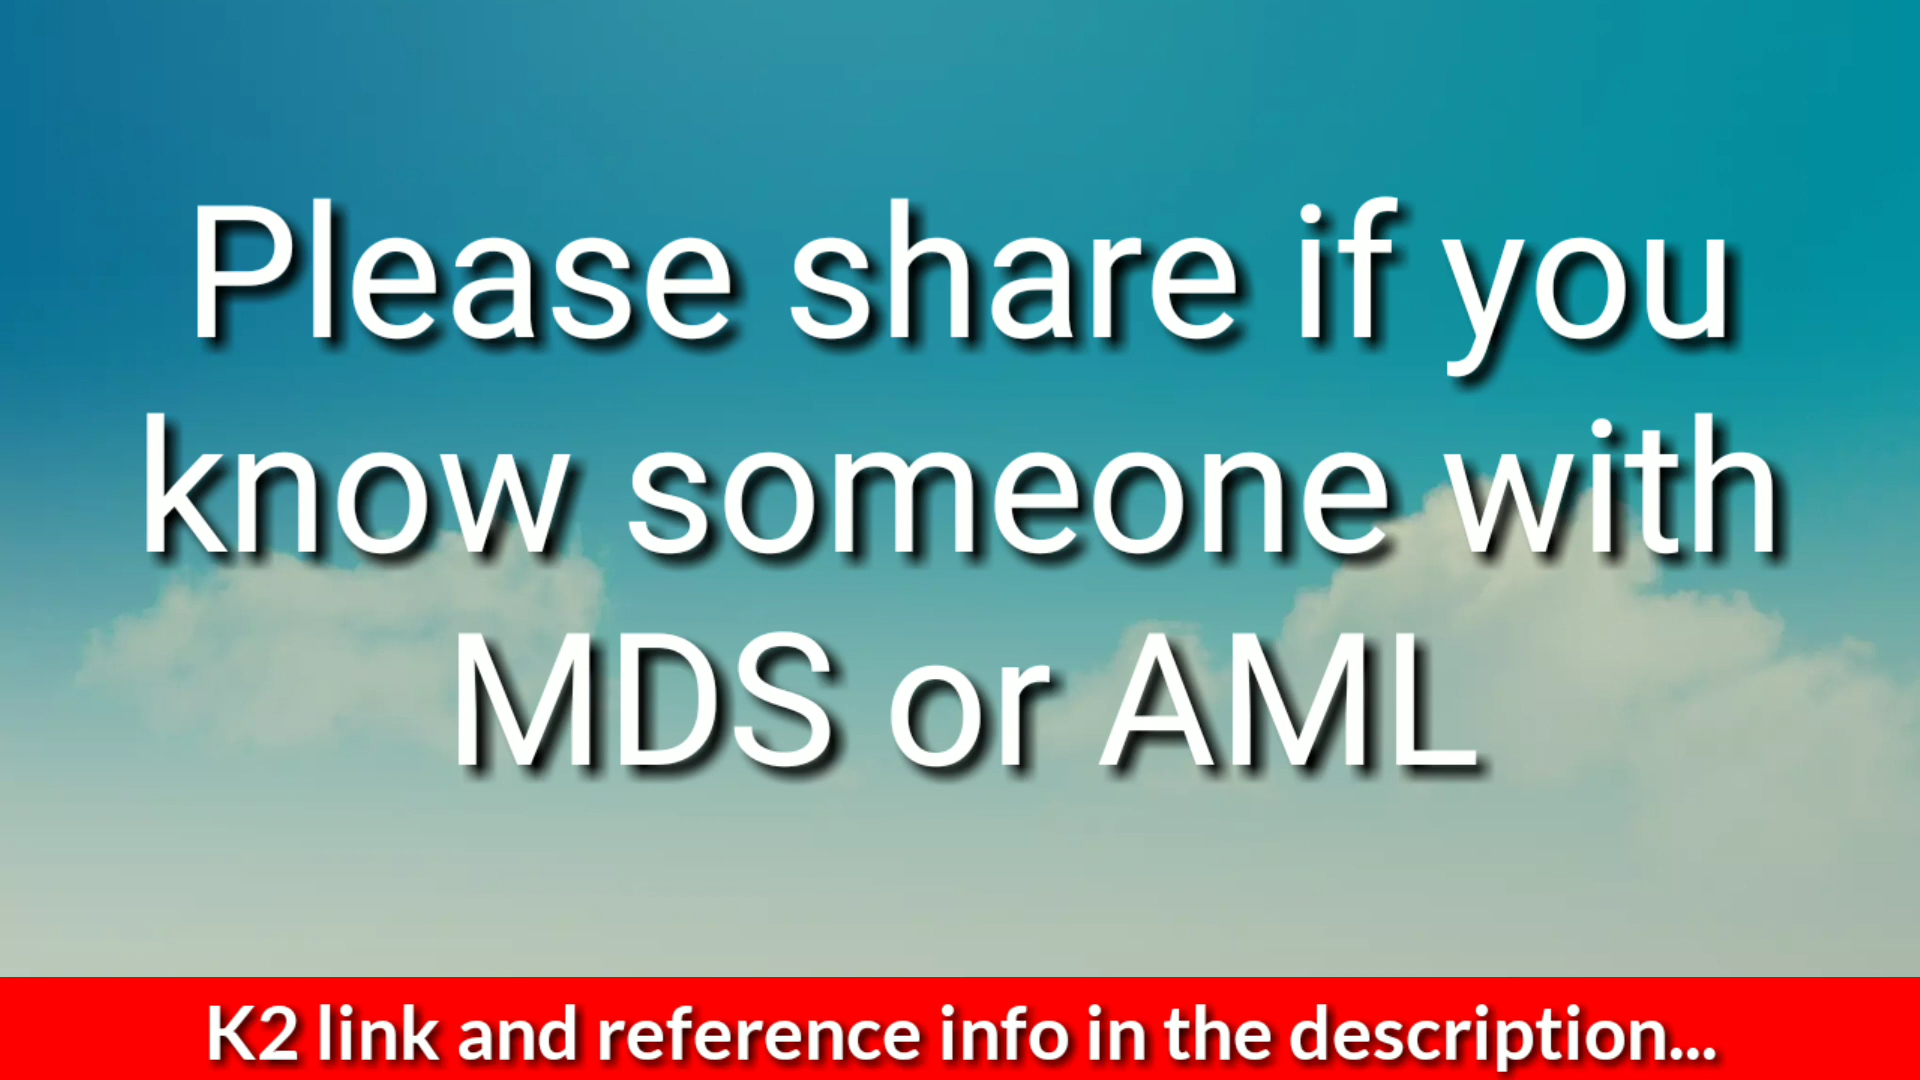 Please share if you
know someone with
MDS or AML
K2 link and reference info in the description...